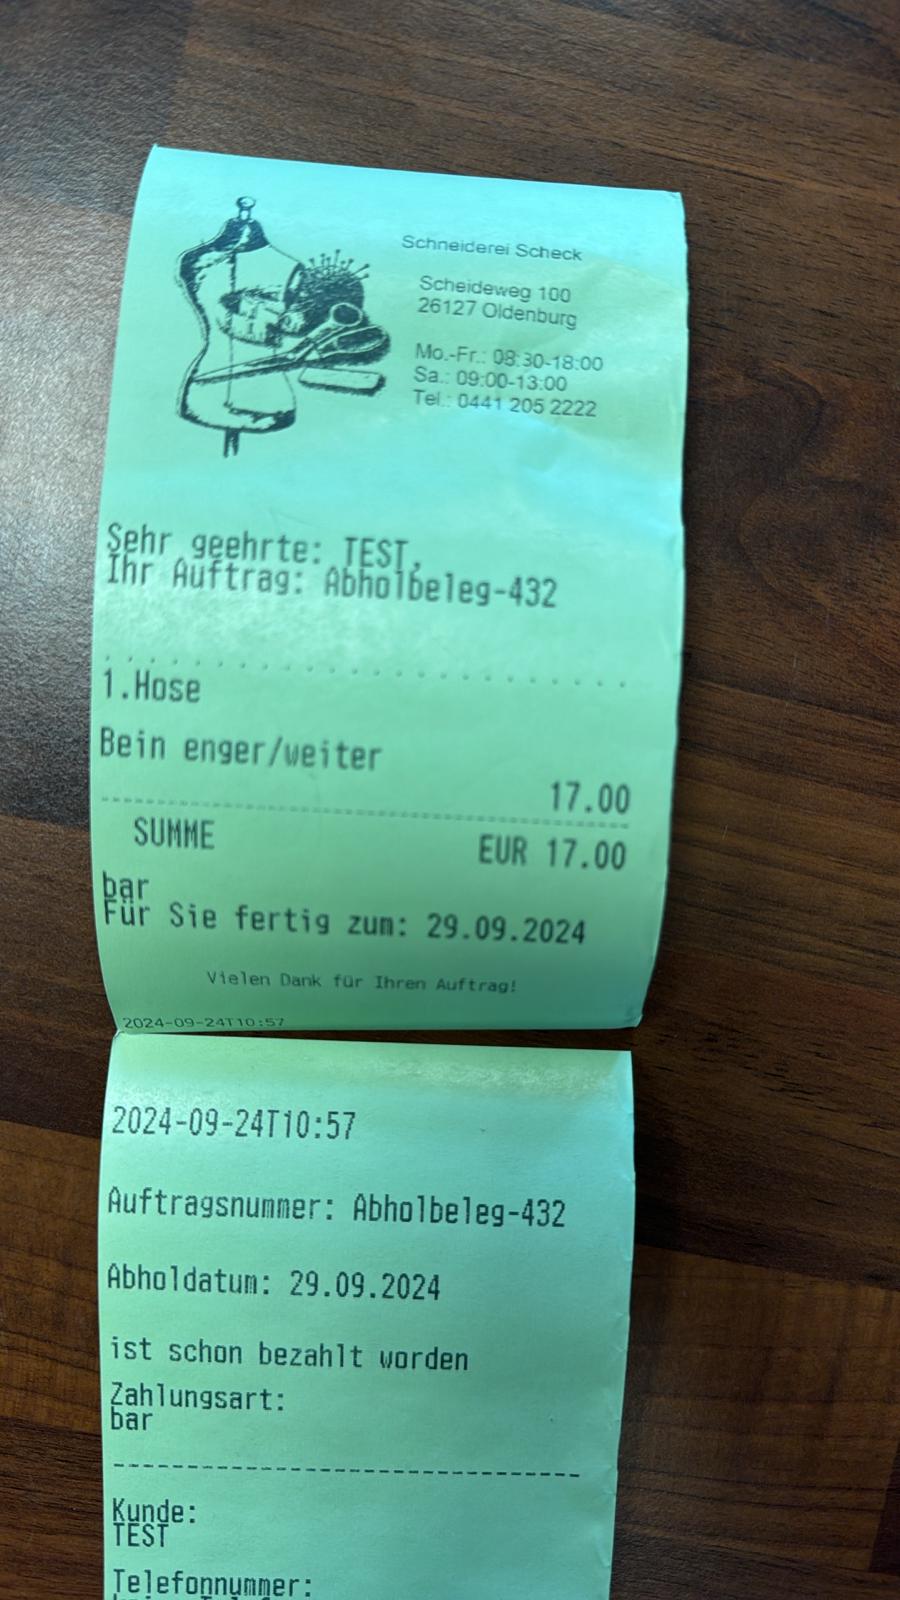 Schneiderei Scheck
Scheideweg 100
26127 Oldenburg
Mo.-Fr.: 08:30-18:00
Sa.: 09:00-13:00
Tel.: 0441 205 2222
Sehr geehrte: TEST,
Ihr Auftrag: Abholbeleg-432
1.Hose
Bein enger/weiter
17.00
SUMME EUR 17.00
bar
Für Sie fertig zum: 29.09.2024
Vielen Dank für Ihren Auftrag!
2024-09-24T10:57
2024-09-24T10:57
Auftragsnummer: Abholbeleg-432
Abholdatum: 29.09.2024
ist schon bezahlt worden
Zahlungsart:
bar
Kunde:
TEST
Telefonnummer: